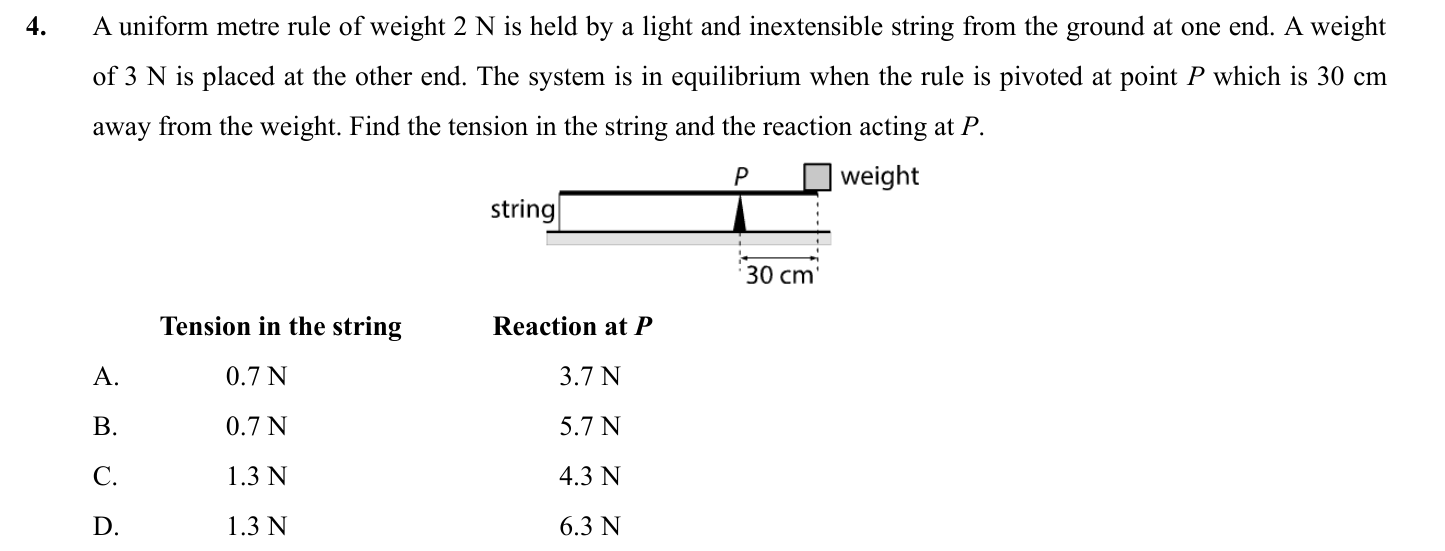 4. A uniform metre rule of weight 2 N is held by a light and inextensible string from the ground at one end. A weight
of 3 N is placed at the other end. The system is in equilibrium when the rule is pivoted at point P which is 30 cm
away from the weight. Find the tension in the string and the reaction acting at P.
P weight
string
30 cm
Tension in the string Reaction at P
A. 0.7 N 3.7 N
B. 0.7 N 5.7 N
C. 1.3 N 4.3 N
D. 1.3 N 6.3 N